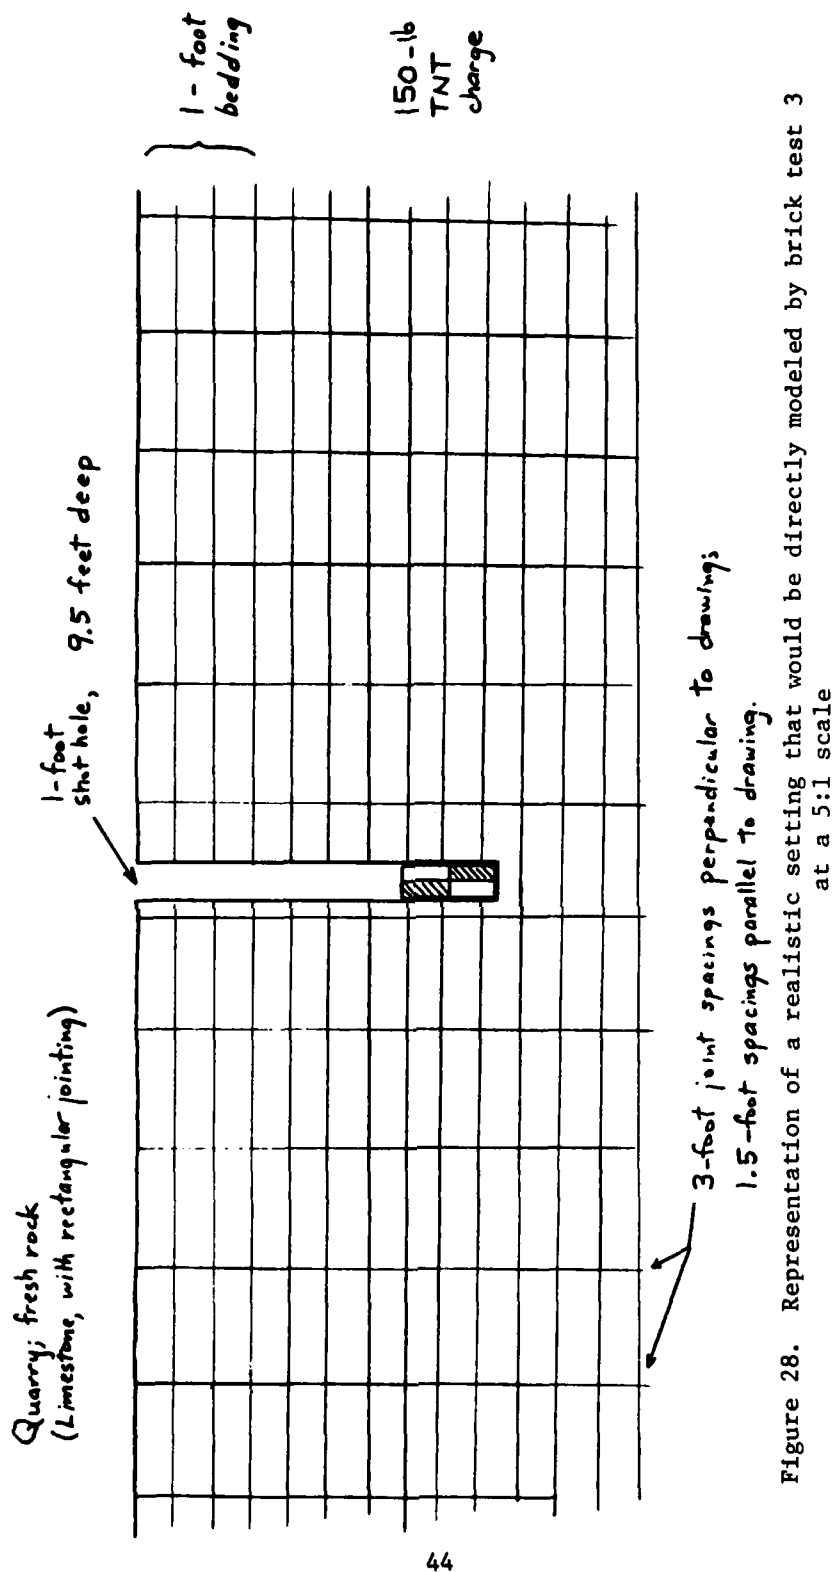 Quarry; fresh rock
(Limestone, with rectangular jointing)
1-foot
shot hole, 9.5 feet deep
1-foot
bedding
150-lb
TNT
charge
3-foot joint spacings perpendicular to drawing;
1.5-foot spacings parallel to drawing.
Figure 28. Representation of a realistic setting that would be directly modeled by brick test 3
at a 5:1 scale
44